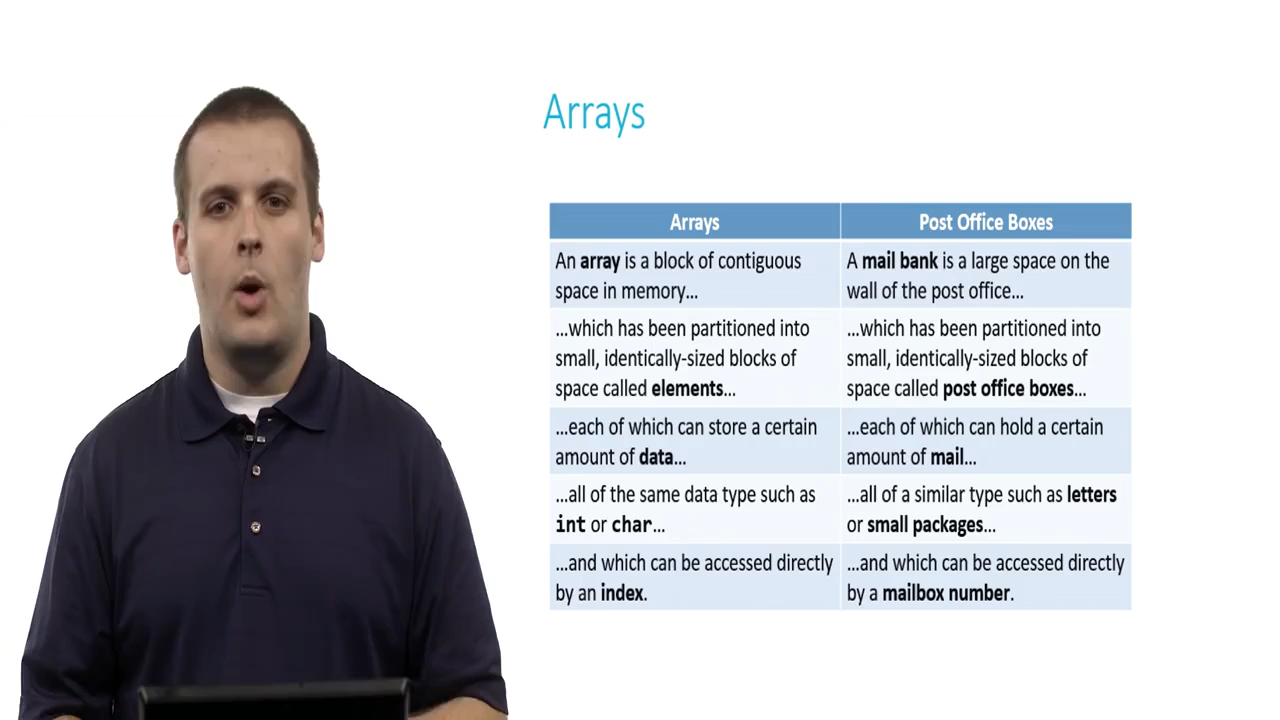 Arrays
Arrays
Post Office Boxes
An array is a block of contiguous
space in memory...
A mail bank is a large space on the
wall of the post office...
...which has been partitioned into
small, identically-sized blocks of
space called elements...
...which has been partitioned into
small, identically-sized blocks of
space called post office boxes...
...each of which can store a certain
amount of data...
...each of which can hold a certain
amount of mail...
...all of the same data type such as
int or char...
...all of a similar type such as letters
or small packages...
...and which can be accessed directly
by an index.
...and which can be accessed directly
by a mailbox number.